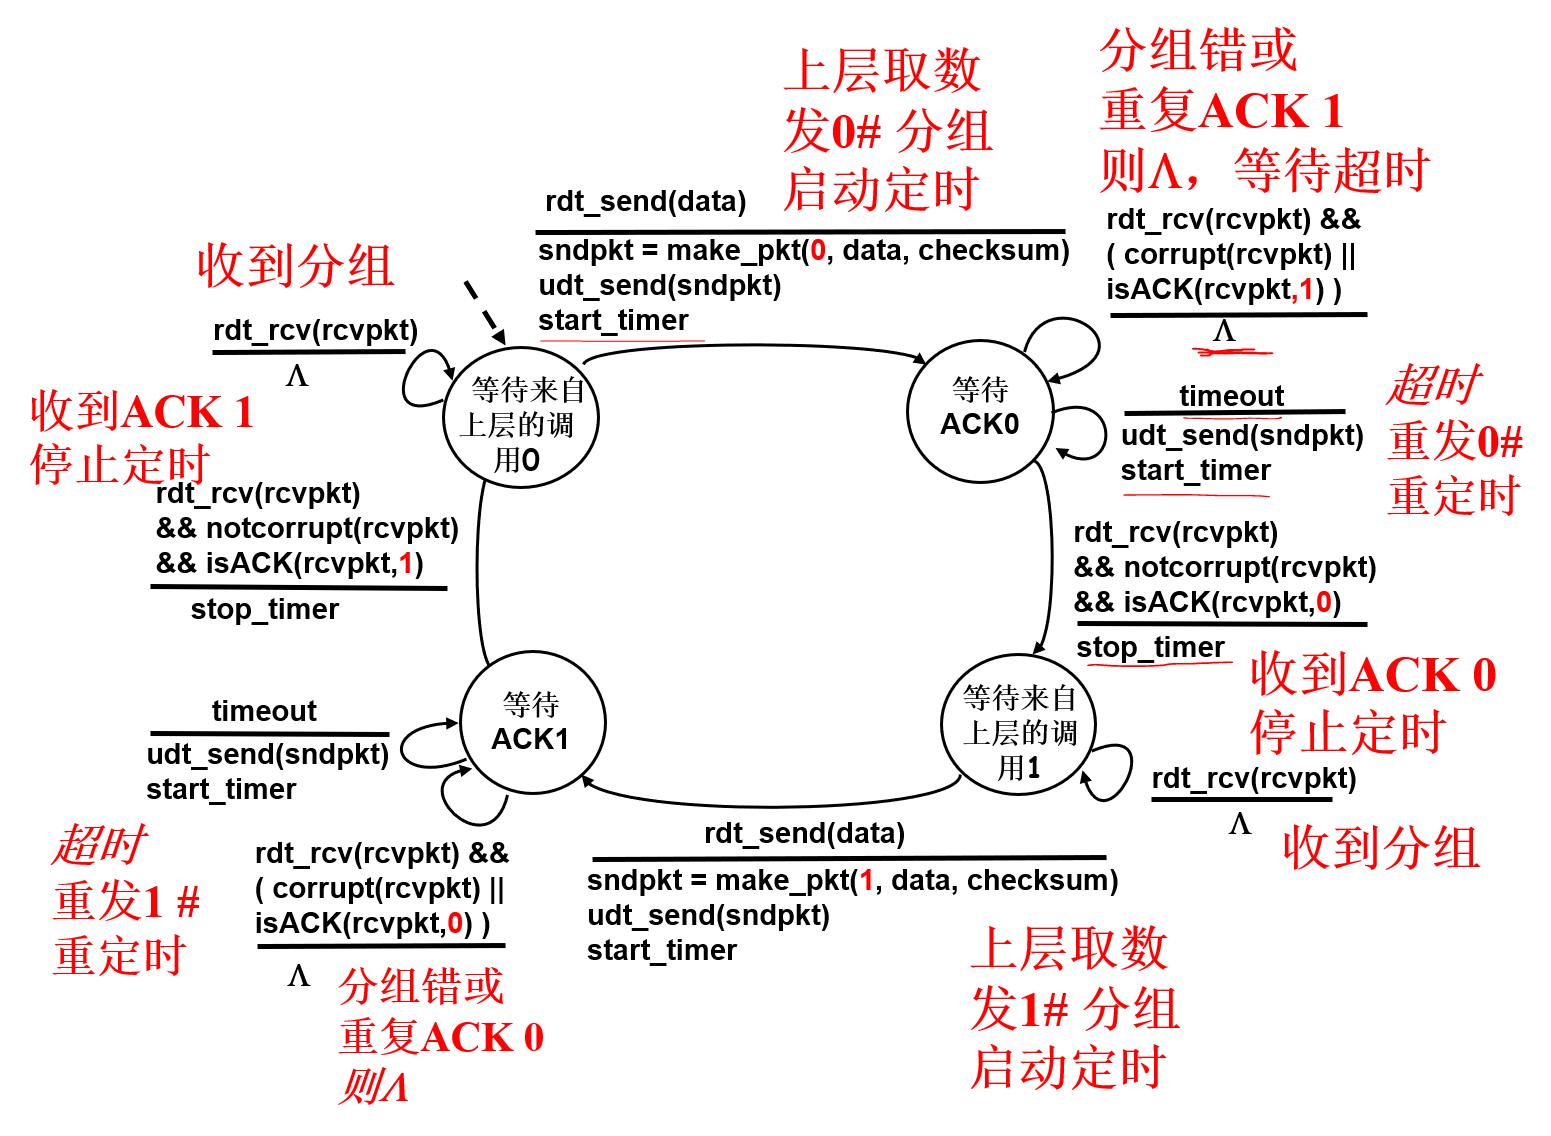 上层取数
发0# 分组
启动定时
分组错或
重复ACK 1
则Λ，等待超时
rdt_send(data)
sndpkt = make_pkt(0, data, checksum)
udt_send(sndpkt)
start_timer
rdt_rcv(rcvpkt) &&
( corrupt(rcvpkt) ||
isACK(rcvpkt,1) )
Λ
收到分组
rdt_rcv(rcvpkt)
Λ
等待来自
上层的调
用0
等待
ACK0
timeout
udt_send(sndpkt)
start_timer
超时
重发0#
重定时
收到ACK 1
停止定时
rdt_rcv(rcvpkt)
&& notcorrupt(rcvpkt)
&& isACK(rcvpkt,1)
stop_timer
rdt_rcv(rcvpkt)
&& notcorrupt(rcvpkt)
&& isACK(rcvpkt,0)
stop_timer
收到ACK 0
停止定时
等待
ACK1
等待来自
上层的调
用1
timeout
udt_send(sndpkt)
start_timer
rdt_rcv(rcvpkt)
Λ
收到分组
超时
重发1 #
重定时
rdt_rcv(rcvpkt) &&
( corrupt(rcvpkt) ||
isACK(rcvpkt,0) )
Λ
分组错或
重复ACK 0
则Λ
rdt_send(data)
sndpkt = make_pkt(1, data, checksum)
udt_send(sndpkt)
start_timer
上层取数
发1# 分组
启动定时